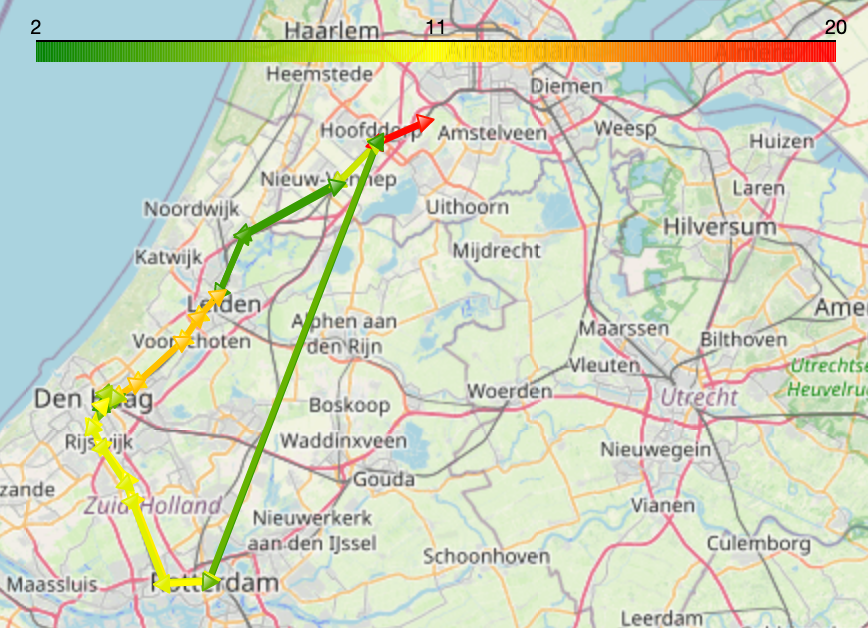 Haarlem
2 11 20
Amsterdam Almere
Heemstede
Diemen
Hoofddorp Amstelveen Weesp
Huizen
Nieuw-Vennep
Laren
Noordwijk Uithoorn
Hilversum
Katwijk Mijdrecht
Leiden
Amer
Alphen aan
den Rijn
Voorschoten
Maarssen
Bilthoven
Vleuten
Utrechtse
Heuvelrug
Den Haag Woerden Utrecht
Boskoop
Rijswijk Waddinxveen
Nieuwegein
Gouda
zande
Zuid-Holland Vianen
Nieuwerkerk
aan den IJssel
Culemborg
Schoonhoven
Maassluis Rotterdam
Leerdam